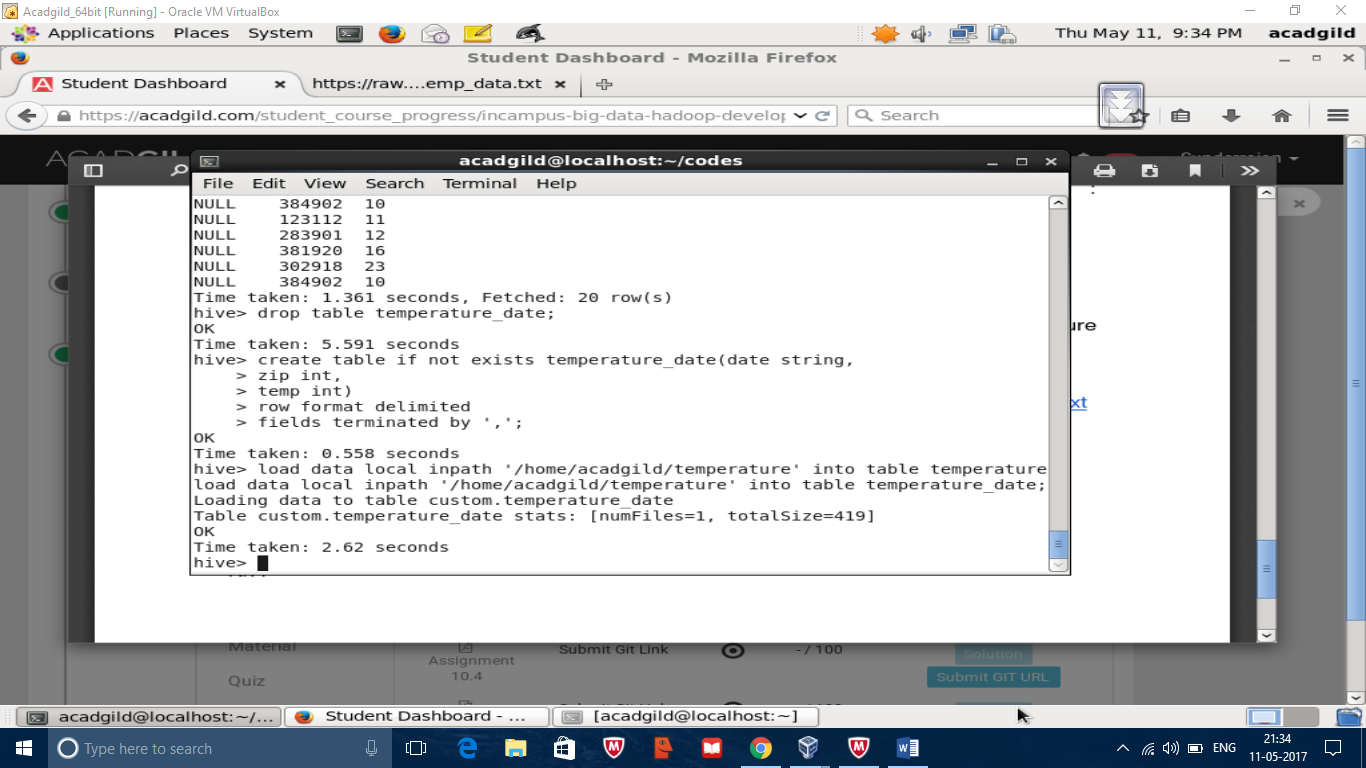 Acadgild_64bit [Running] - Oracle VM VirtualBox
Applications Places System Thu May 11, 9:34 PM acadgild
Student Dashboard - Mozilla Firefox
Student Dashboard × https://raw....emp_data.txt ×
https://acadgild.com/student_course_progress/incampus-big-data-hadoop-develop Search
acadgild@localhost:~/codes
File Edit View Search Terminal Help
NULL 384902 10
NULL 123112 11
NULL 283901 12
NULL 381920 16
NULL 302918 23
NULL 384902 10
Time taken: 1.361 seconds, Fetched: 20 row(s)
hive> drop table temperature_date;
OK
Time taken: 5.591 seconds
hive> create table if not exists temperature_date(date string,
> zip int,
> temp int)
> row format delimited
> fields terminated by ',';
OK
Time taken: 0.558 seconds
hive> load data local inpath '/home/acadgild/temperature' into table temperature
load data local inpath '/home/acadgild/temperature' into table temperature_date;
Loading data to table custom.temperature_date
Table custom.temperature_date stats: [numFiles=1, totalSize=419]
OK
Time taken: 2.62 seconds
hive>
Material
Quiz
Assignment
10.4
Submit Git Link
- / 100
Solution
Submit GIT URL
acadgild@localhost:~/... Student Dashboard - ... [acadgild@localhost:~]
Type here to search
ENG
21:34
11-05-2017